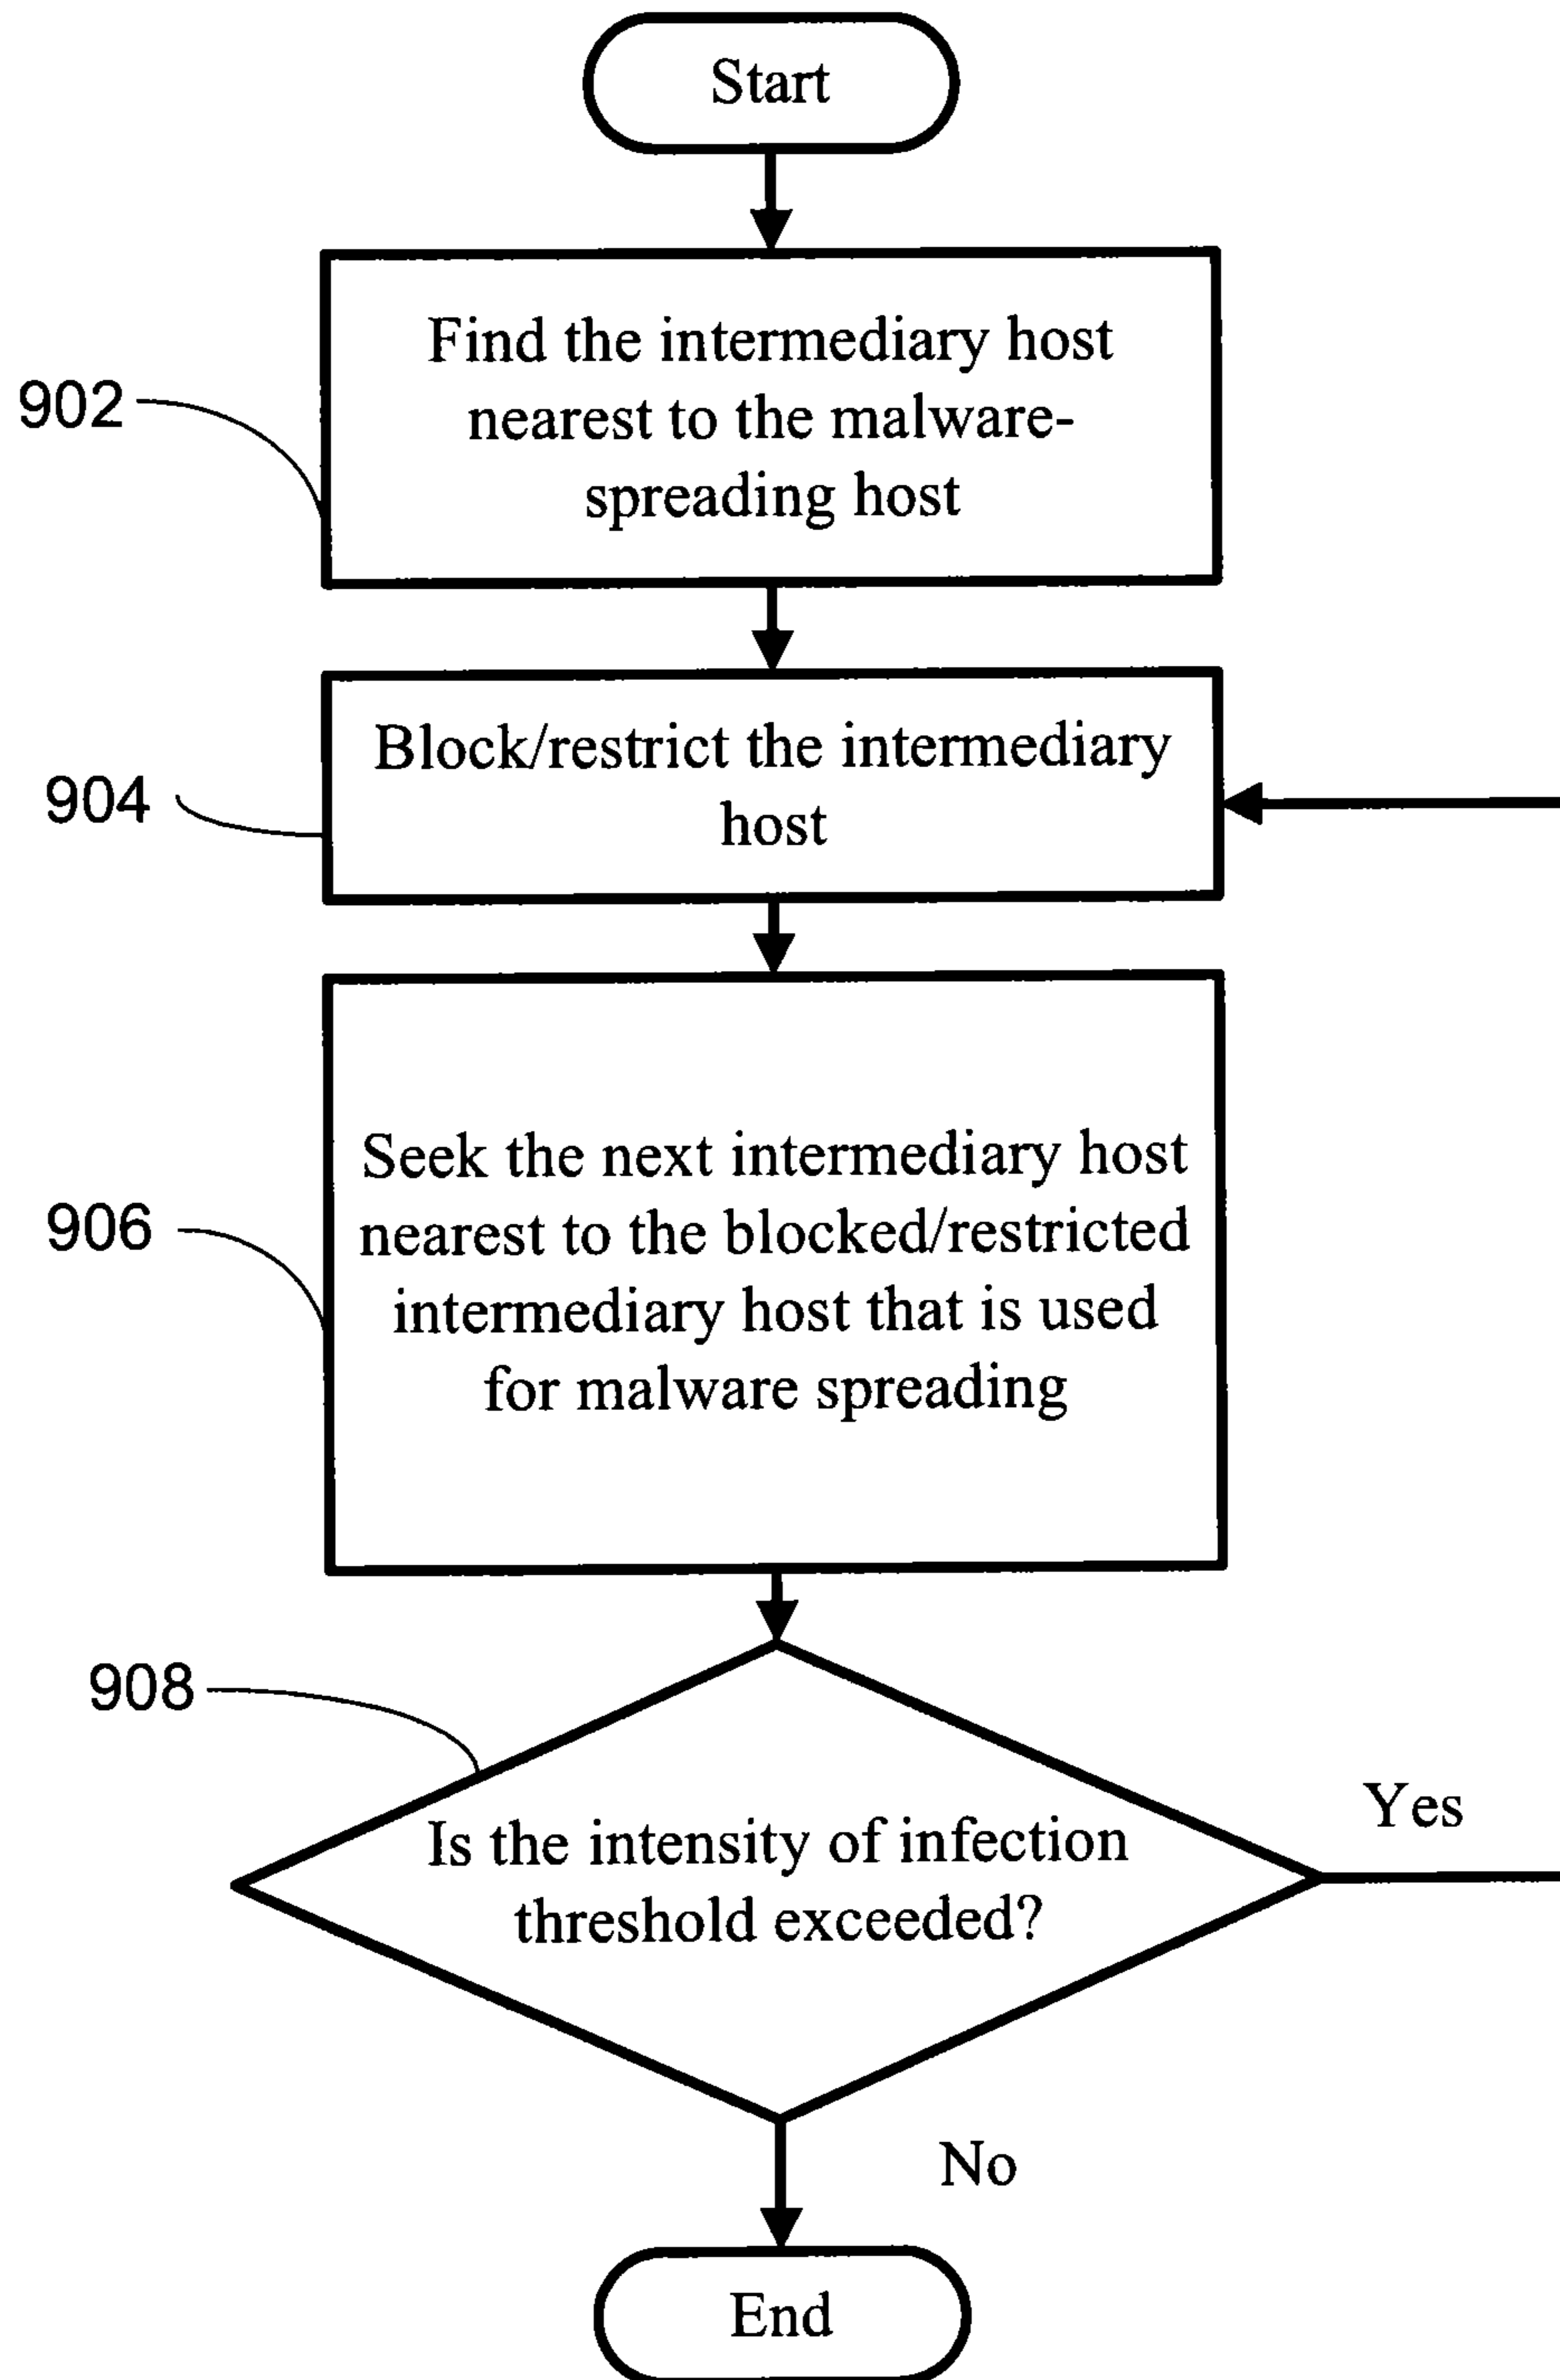 Start
Find the intermediary host
nearest to the malware-
spreading host
902
Block/restrict the intermediary
host
904
Seek the next intermediary host
nearest to the blocked/restricted
intermediary host that is used
for malware spreading
906
908
Is the intensity of infection
threshold exceeded?
Yes
No
End